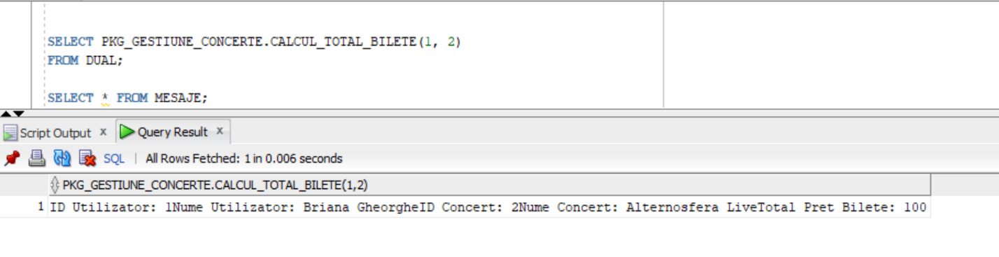 SELECT PKG_GESTIUNE_CONCERTE.CALCUL_TOTAL_BILETE(1, 2)
FROM DUAL;
SELECT * FROM MESAJE;
Script Output x Query Result x
SQL | All Rows Fetched: 1 in 0.006 seconds
PKG_GESTIUNE_CONCERTE.CALCUL_TOTAL_BILETE(1,2)
1 ID Utilizator: 1Nume Utilizator: Briana GheorgheID Concert: 2Nume Concert: Alternosfera LiveTotal Pret Bilete: 100